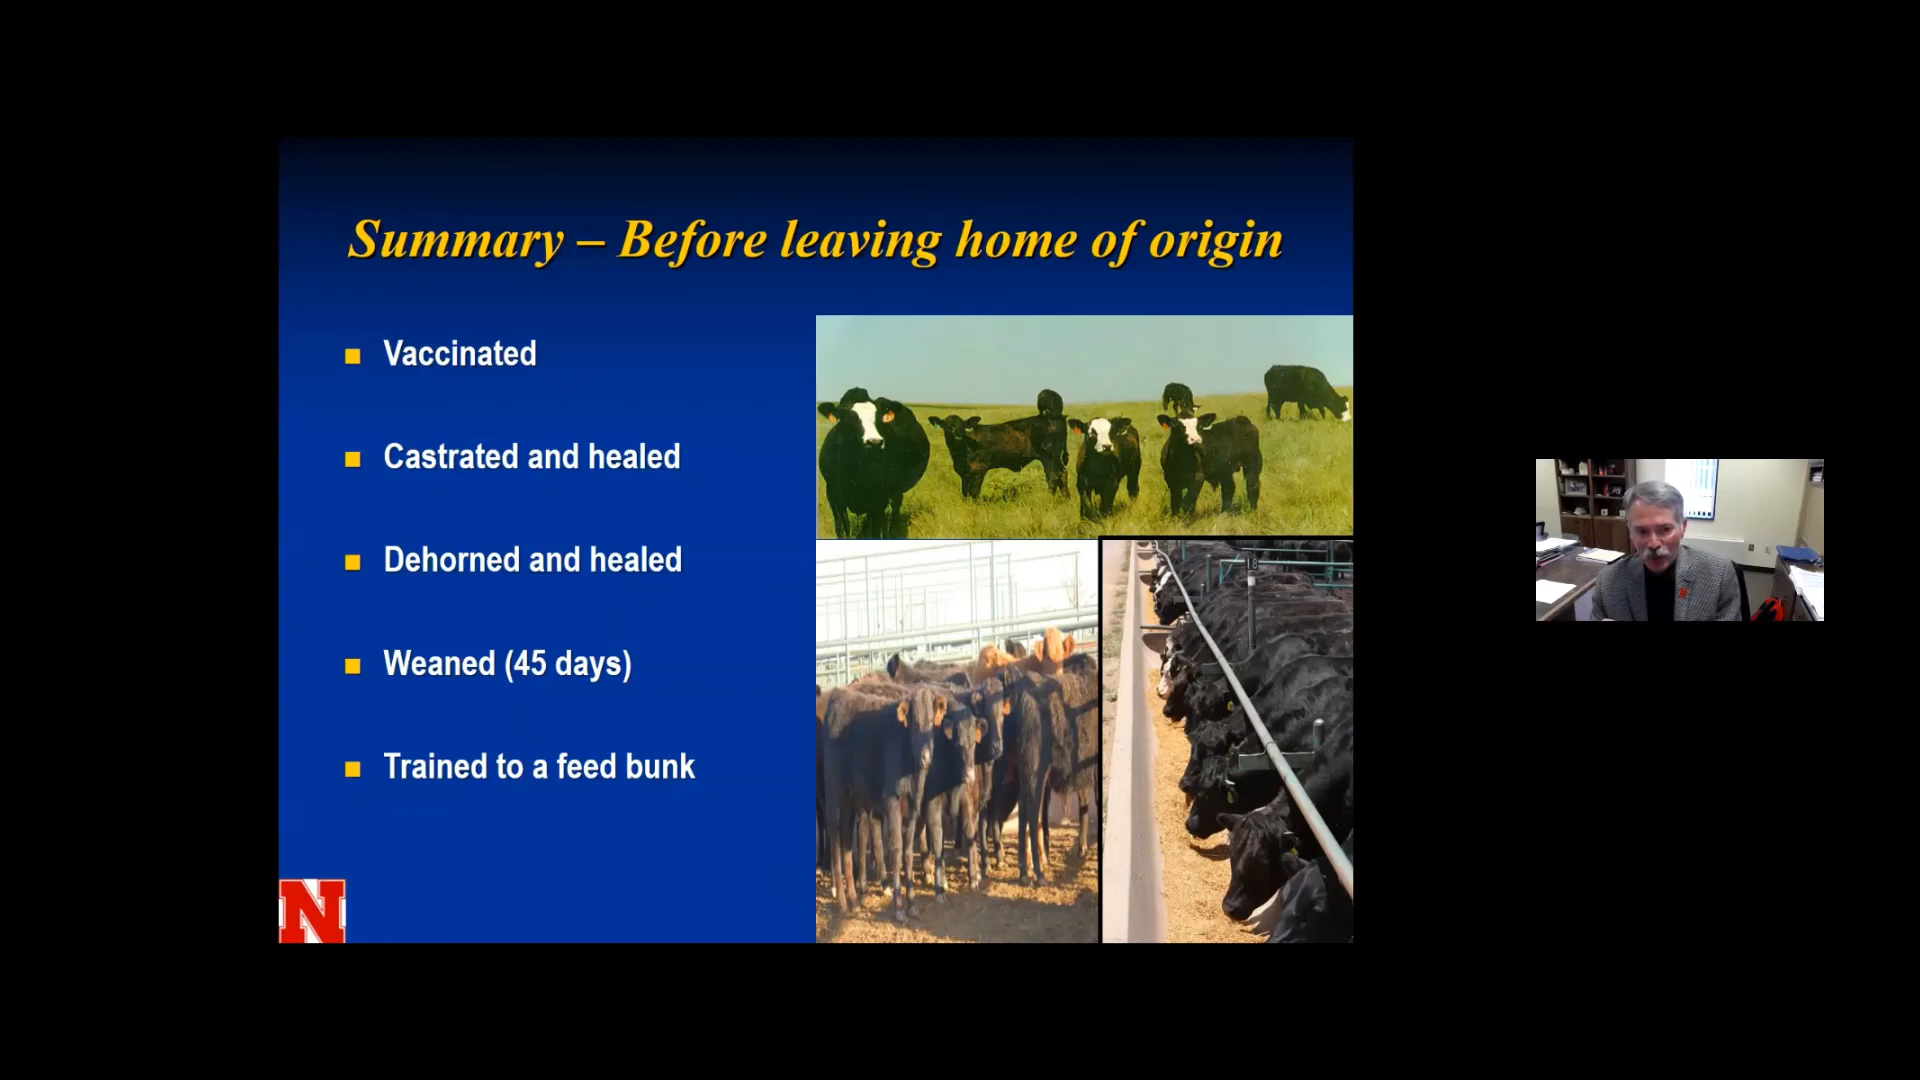 Summary – Before leaving home of origin
Vaccinated
Castrated and healed
Dehorned and healed
Weaned (45 days)
Trained to a feed bunk
18
N